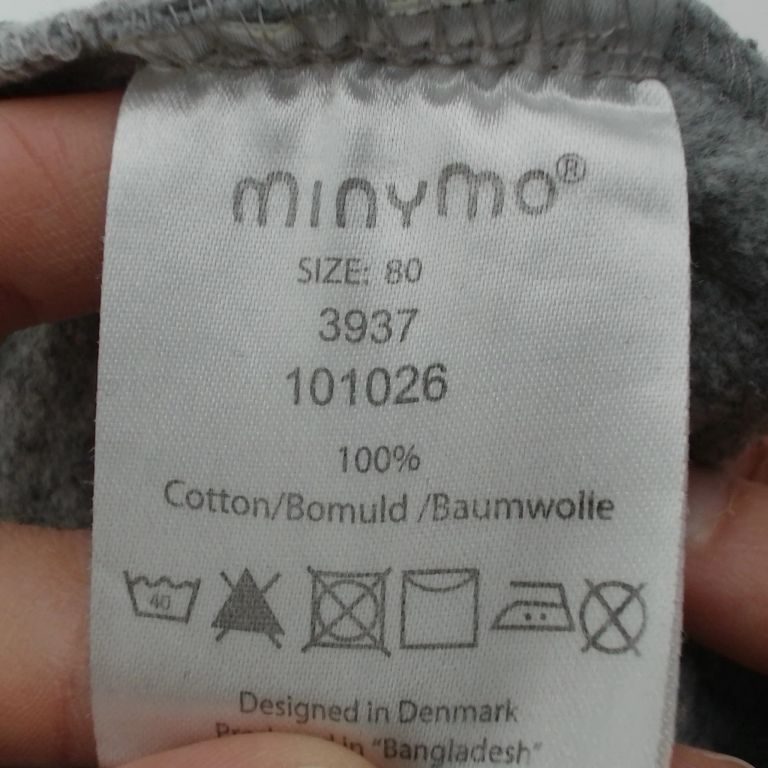 minymo®
SIZE: 80
3937
101026
100%
Cotton/Bomuld /Baumwolle
40
Designed in Denmark
in "Bangladesh"